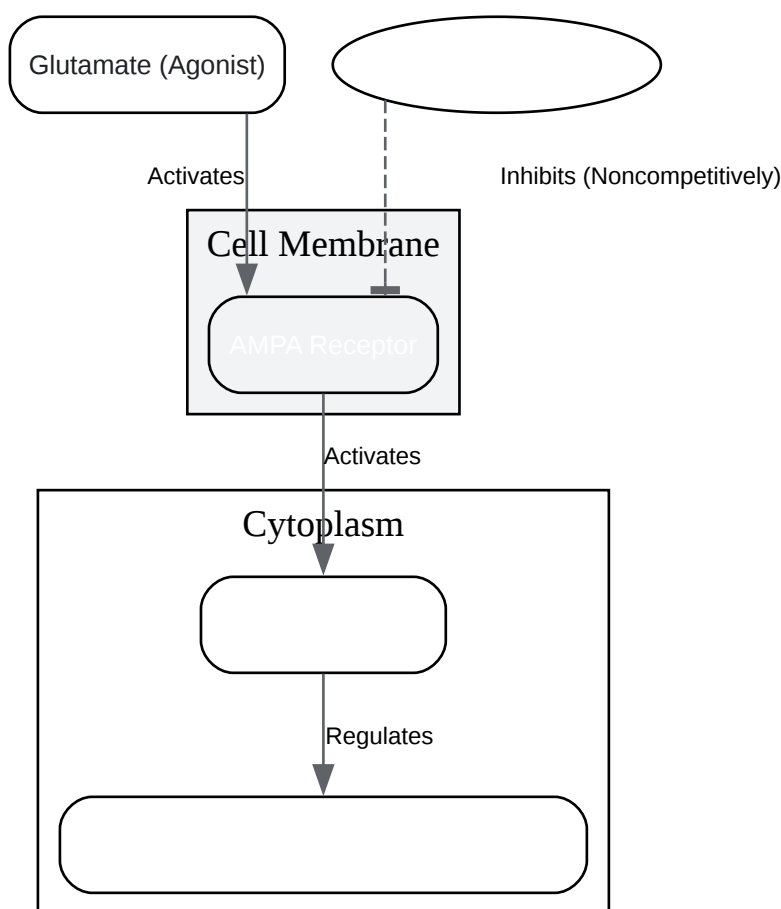 Glutamate (Agonist)
Activates
Inhibits (Noncompetitively)
Cell Membrane
AMPA Receptor
Activates
Cytoplasm
Regulates